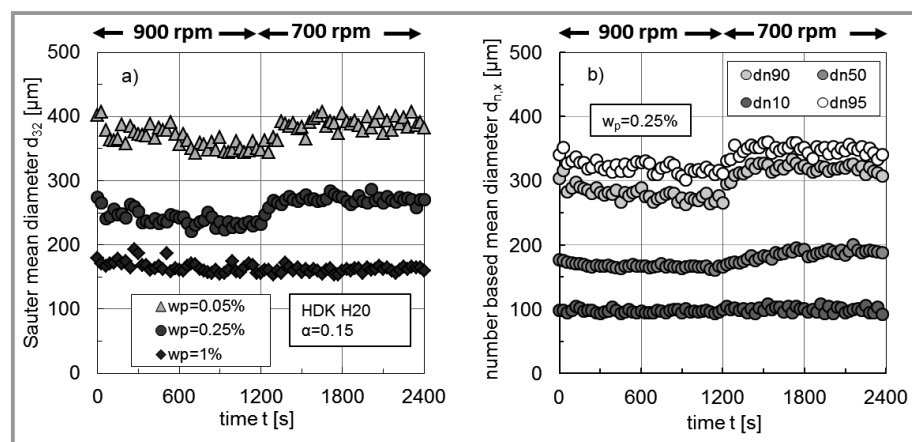 900 rpm 700 rpm
a)
Sauter mean diameter d32 [µm]
500
400
300
200
100
0
wp=0.05%
wp=0.25%
wp=1%
HDK H20
α=0.15
0 600 1200 1800 2400
time t [s]
900 rpm 700 rpm
b)
number based mean diameter dn,x [µm]
500
400
300
200
100
0
dn90 dn50
dn10 dn95
wp=0.25%
0 600 1200 1800 2400
time t [s]